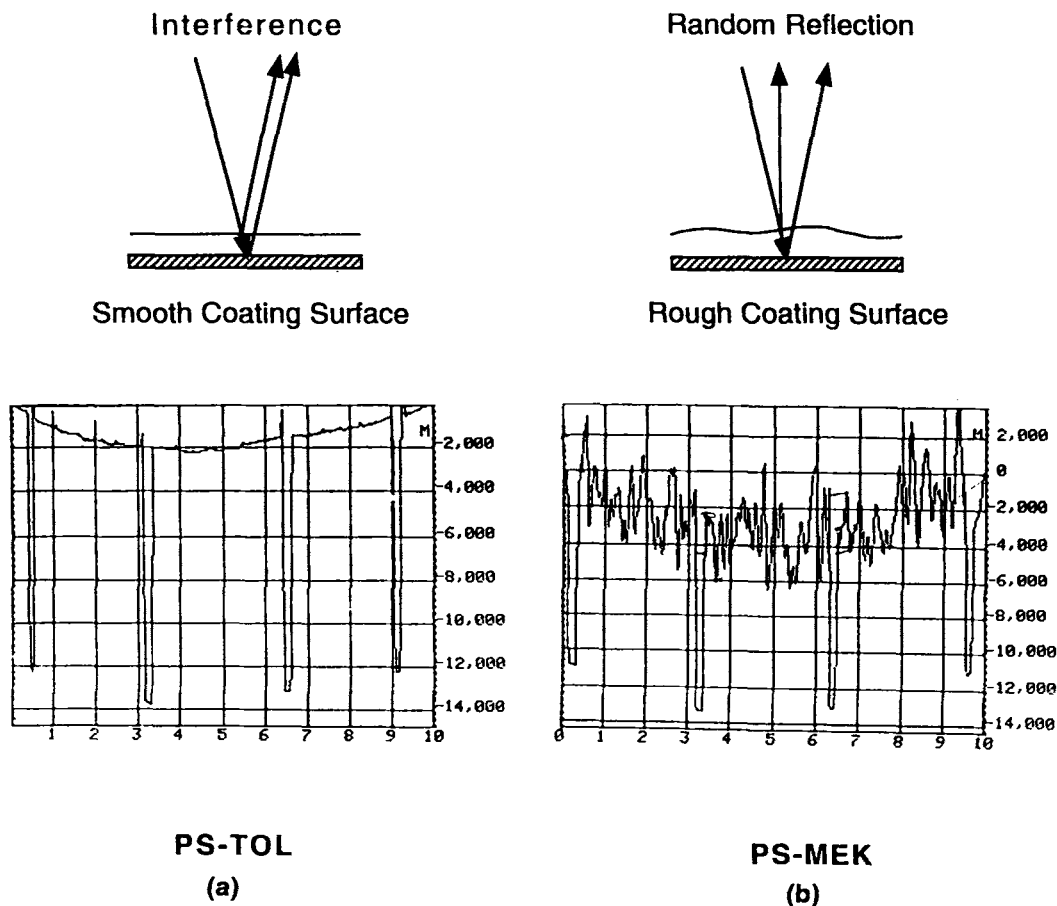 Interference
Random Reflection
Smooth Coating Surface
Rough Coating Surface
M
2,000
4,000
6,000
8,000
10,000
12,000
14,000
1 2 3 4 5 6 7 8 9 10
M
2,000
0
-2,000
-4,000
-6,000
-8,000
-10,000
-12,000
-14,000
0 1 2 3 4 5 6 7 8 9 10
PS-TOL
(a)
PS-MEK
(b)